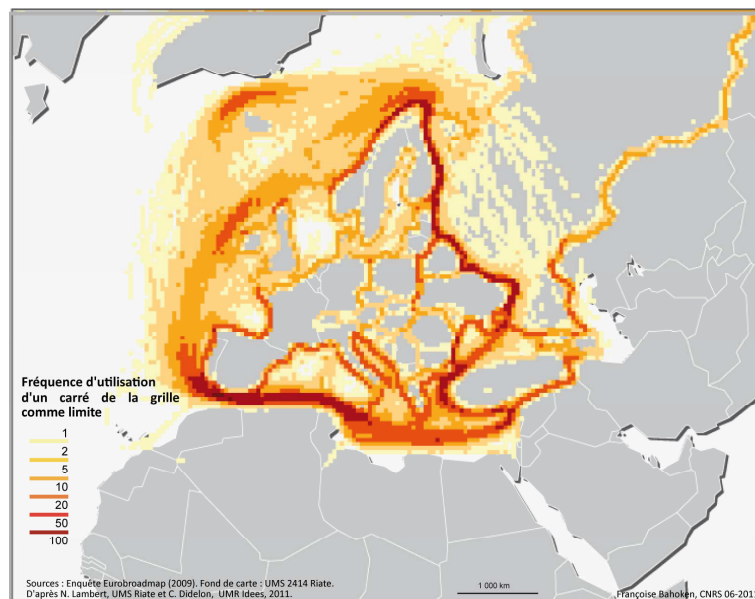 Fréquence d'utilisation
d'un carré de la grille
comme limite
1
2
5
10
20
50
100
Sources : Enquête Eurobroadmap (2009). Fond de carte : UMS 2414 Riate.
D'après N. Lambert, UMS Riate et C. Didelon, UMR Idees, 2011.
1 000 km
Françoise Bahoken, CNRS 06-201